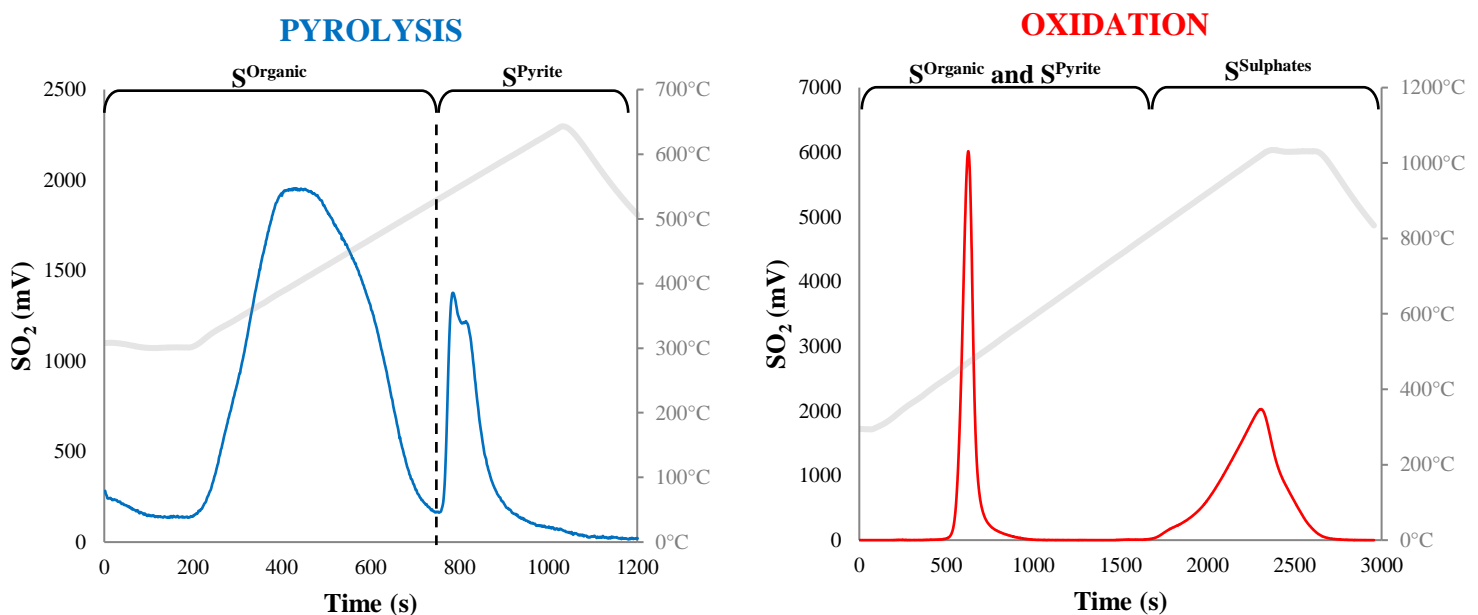 PYROLYSIS
S^Organic
S^Pyrite
2500
2000
1500
1000
500
0
SO₂ (mV)
700°C
600°C
500°C
400°C
300°C
200°C
100°C
0°C
0 200 400 600 800 1000 1200
Time (s)
OXIDATION
S^Organic and S^Pyrite
S^Sulphates
7000
6000
5000
4000
3000
2000
1000
0
SO₂ (mV)
1200°C
1000°C
800°C
600°C
400°C
200°C
0°C
0 500 1000 1500 2000 2500 3000
Time (s)